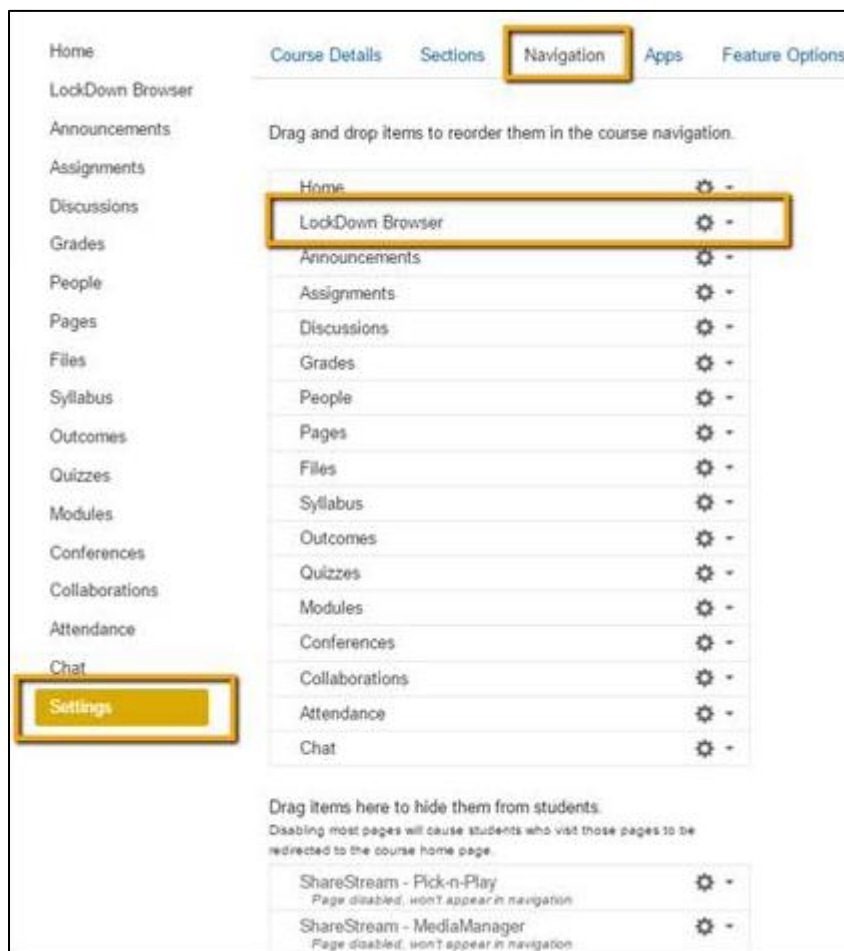 Home
LockDown Browser
Announcements
Assignments
Discussions
Grades
People
Pages
Files
Syllabus
Outcomes
Quizzes
Modules
Conferences
Collaborations
Attendance
Chat
Settings
Course Details Sections Navigation Apps Feature Options
Drag and drop items to reorder them in the course navigation.
Home
LockDown Browser
Announcements
Assignments
Discussions
Grades
People
Pages
Files
Syllabus
Outcomes
Quizzes
Modules
Conferences
Collaborations
Attendance
Chat
Drag items here to hide them from students.
Disabling most pages will cause students who visit those pages to be
redirected to the course home page.
ShareStream - Pick-n-Play
Page disabled, won't appear in navigation
ShareStream - MediaManager
Page disabled, won't appear in navigation